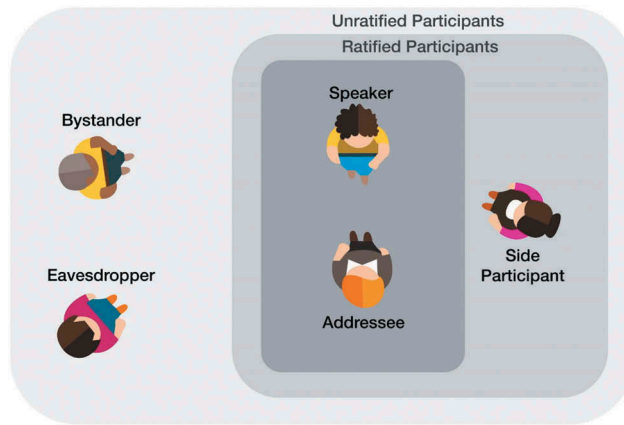 Unratified Participants
Ratified Participants
Speaker
Bystander
Side
Participant
Eavesdropper
Addressee